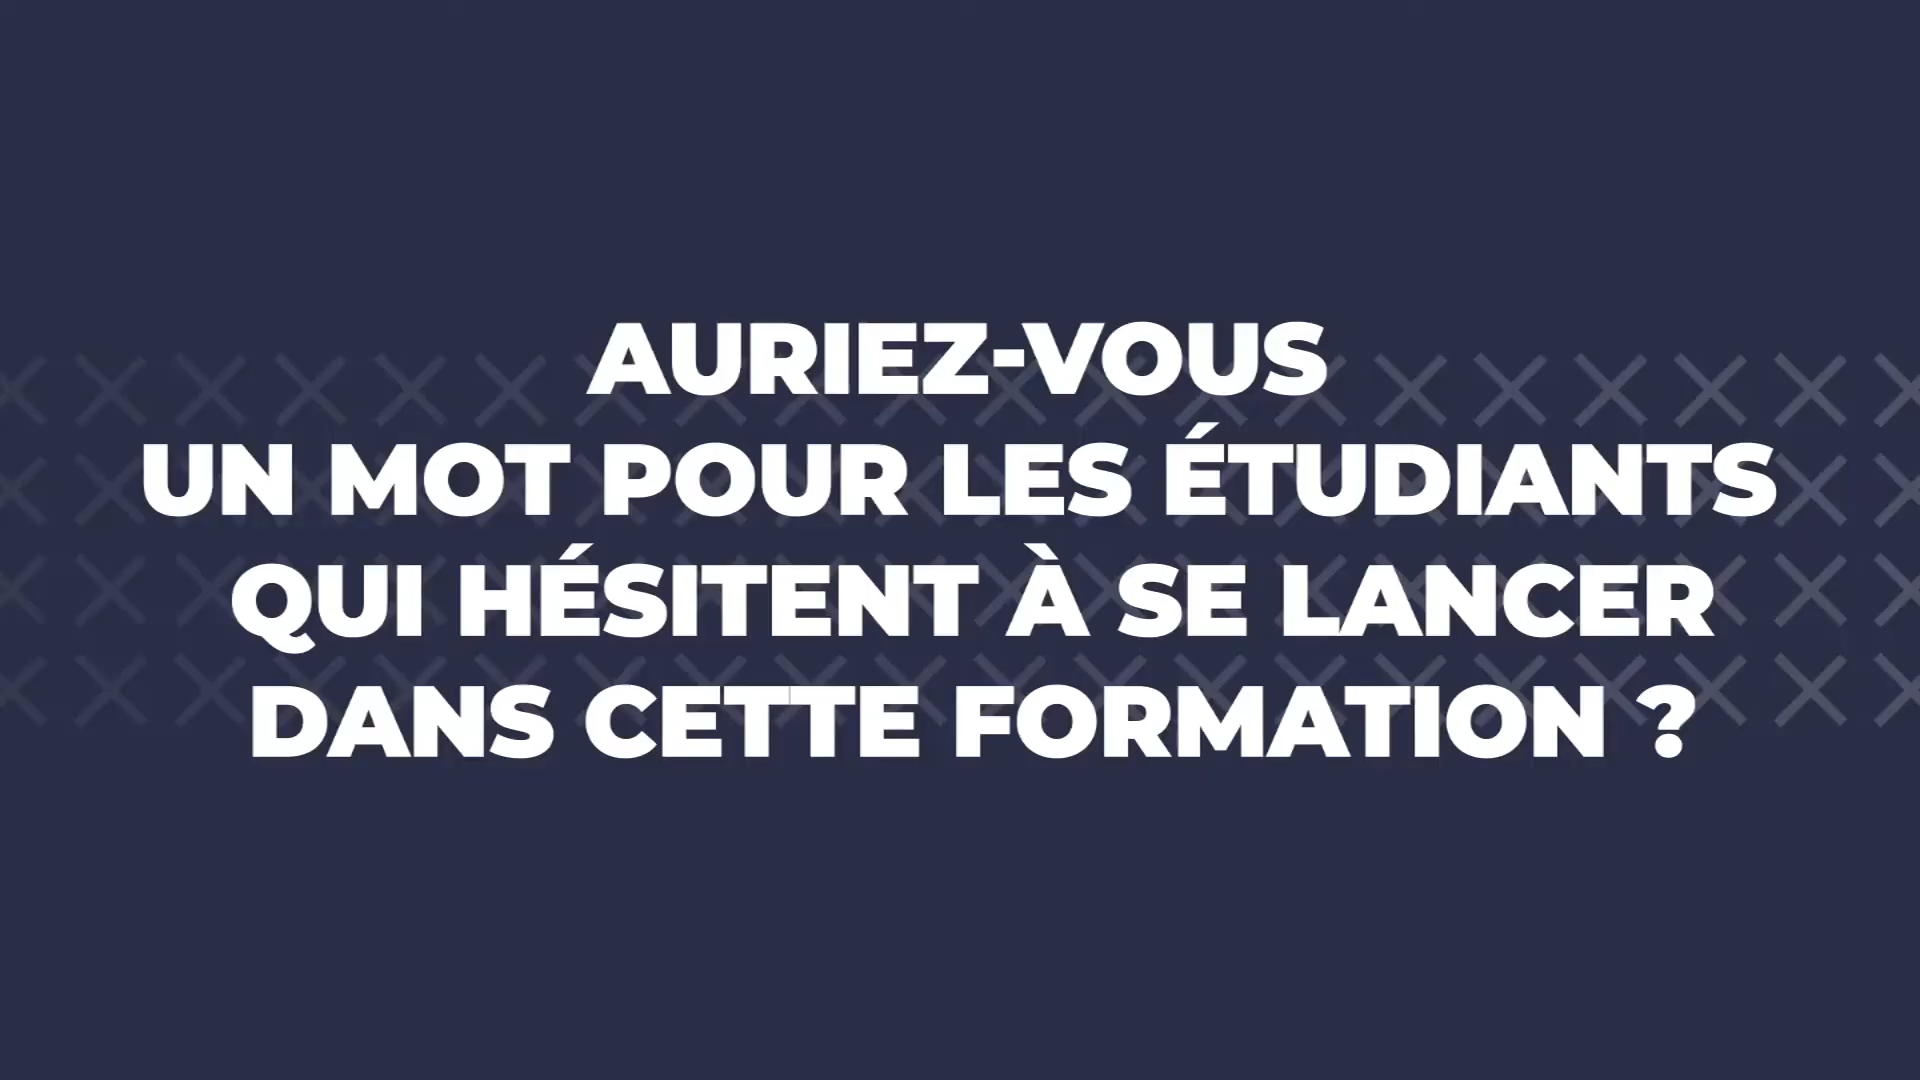 AURIEZ-VOUS
UN MOT POUR LES ÉTUDIANTS
QUI HÉSITENT À SE LANCER
DANS CETTE FORMATION ?